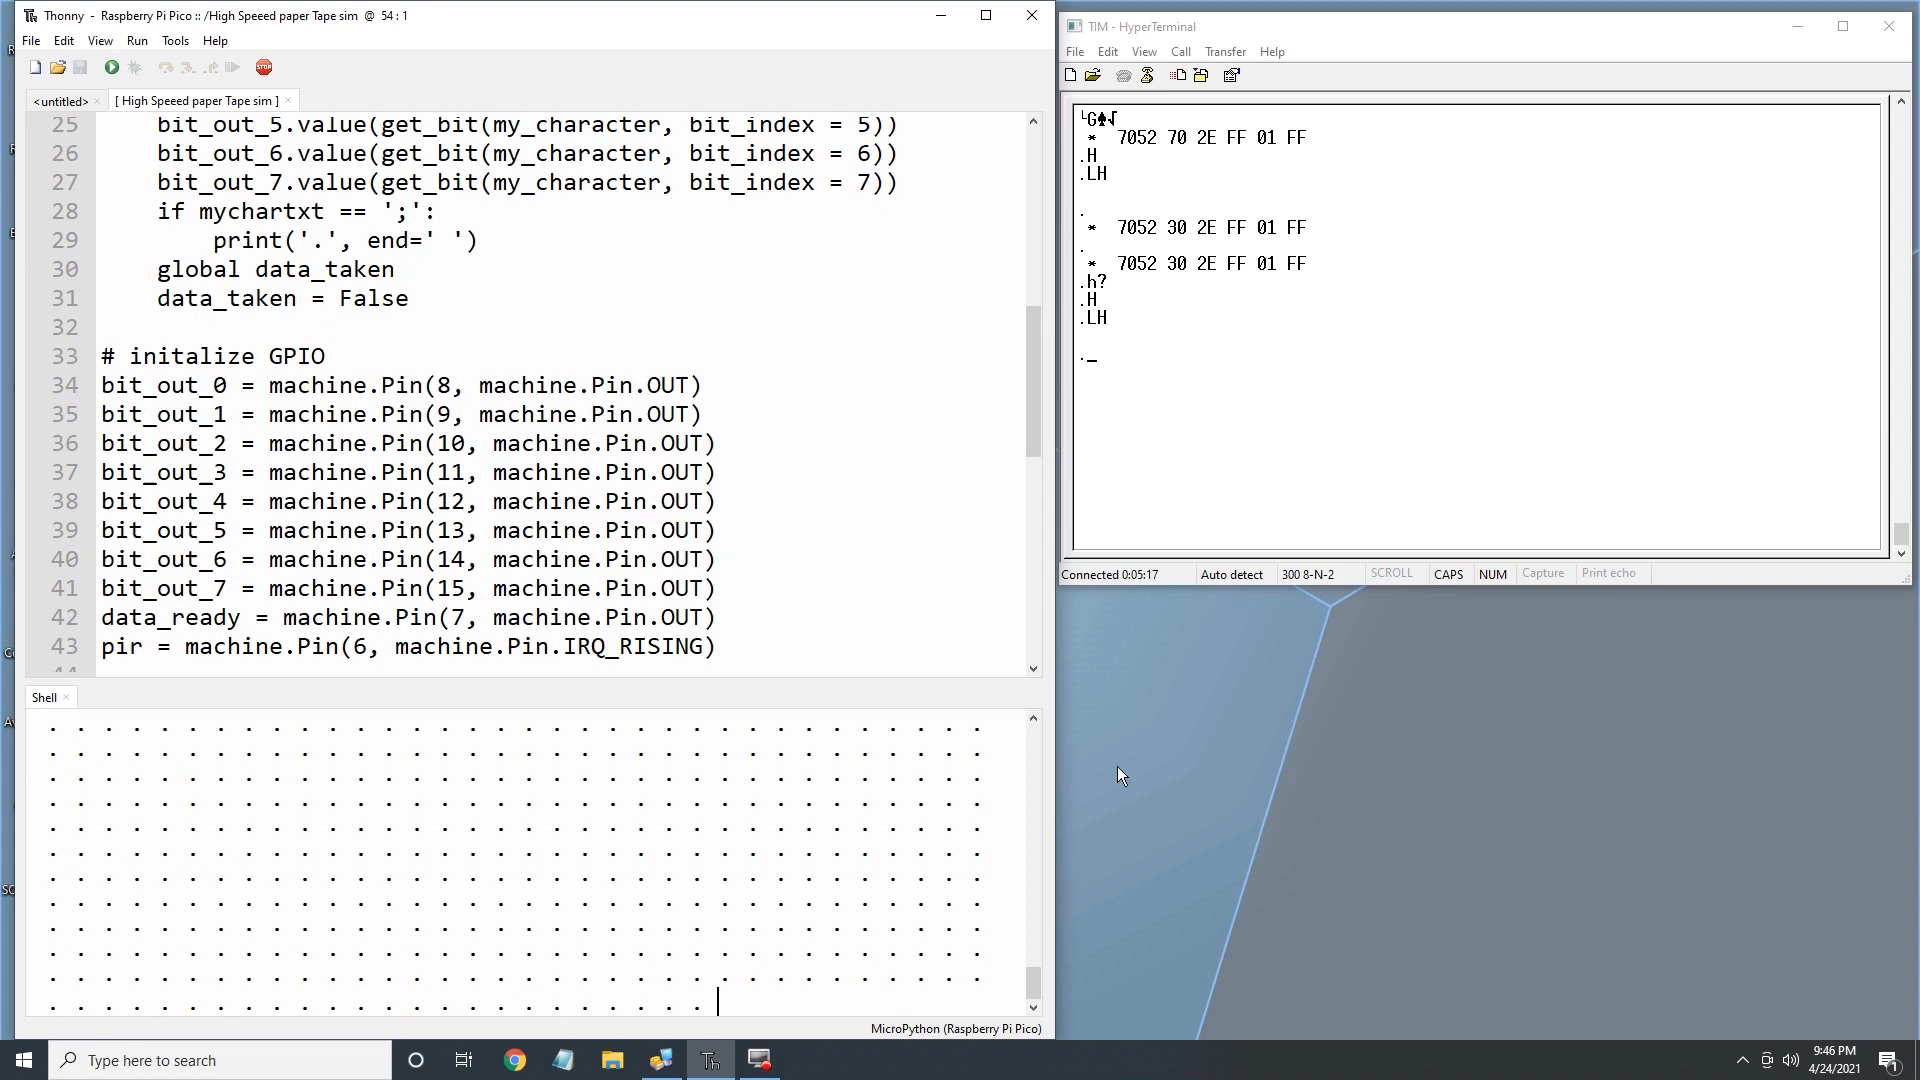 Thonny - Raspberry Pi Pico :: /High Speeed paper Tape sim @ 54 : 1
File Edit View Run Tools Help
STOP
<untitled> × [ High Speeed paper Tape sim ] ×
25 bit_out_5.value(get_bit(my_character, bit_index = 5))
26 bit_out_6.value(get_bit(my_character, bit_index = 6))
27 bit_out_7.value(get_bit(my_character, bit_index = 7))
28 if mychartxt == ';':
29 print('.', end=' ')
30 global data_taken
31 data_taken = False
32
33 # initalize GPIO
34 bit_out_0 = machine.Pin(8, machine.Pin.OUT)
35 bit_out_1 = machine.Pin(9, machine.Pin.OUT)
36 bit_out_2 = machine.Pin(10, machine.Pin.OUT)
37 bit_out_3 = machine.Pin(11, machine.Pin.OUT)
38 bit_out_4 = machine.Pin(12, machine.Pin.OUT)
39 bit_out_5 = machine.Pin(13, machine.Pin.OUT)
40 bit_out_6 = machine.Pin(14, machine.Pin.OUT)
41 bit_out_7 = machine.Pin(15, machine.Pin.OUT)
42 data_ready = machine.Pin(7, machine.Pin.OUT)
43 pir = machine.Pin(6, machine.Pin.IRQ_RISING)
44
Shell ×
. . . . . . . . . . . . . . . . . . . . . . . . . . . . . . . . . .
. . . . . . . . . . . . . . . . . . . . . . . . . . . . . . . . . .
. . . . . . . . . . . . . . . . . . . . . . . . . . . . . . . . . .
. . . . . . . . . . . . . . . . . . . . . . . . . . . . . . . . . .
. . . . . . . . . . . . . . . . . . . . . . . . . . . . . . . . . .
. . . . . . . . . . . . . . . . . . . . . . . . . . . . . . . . . .
. . . . . . . . . . . . . . . . . . . . . . . . . . . . . . . . . .
. . . . . . . . . . . . . . . . . . . . . . . . . . . . . . . . . .
. . . . . . . . . . . . . . . . . . . . . . . . . . . . . . . . . .
. . . . . . . . . . . . . . . . . . . . . . . . . . . . . . . . . .
. . . . . . . . . . . . . . . . . . . . . . . . . . . . . . . . . .
. . . . . . . . . . . . . . . . . . . . . . . .
MicroPython (Raspberry Pi Pico)
TIM - HyperTerminal
File Edit View Call Transfer Help
└G♠√
* 7052 70 2E FF 01 FF
.H
.LH
.
* 7052 30 2E FF 01 FF
.
* 7052 30 2E FF 01 FF
.h?
.H
.LH
._
Connected 0:05:17 Auto detect 300 8-N-2 SCROLL CAPS NUM Capture Print echo
Type here to search
Th
9:46 PM
4/24/2021
1